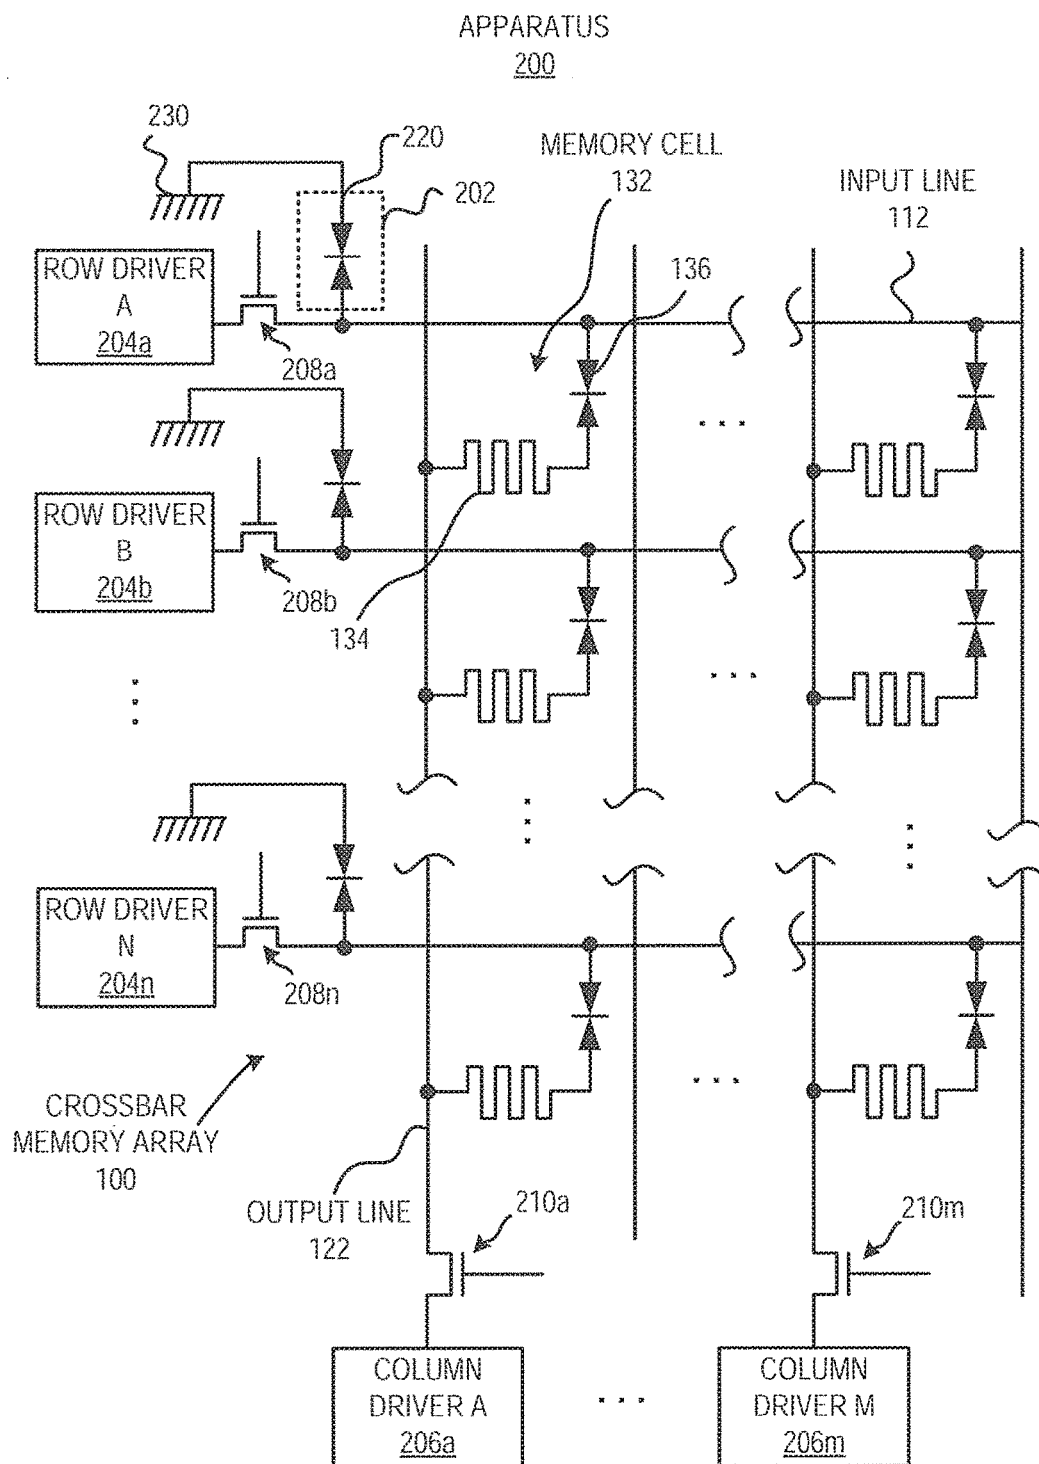 APPARATUS
200
230
220
202
MEMORY CELL
132
INPUT LINE
112
136
ROW DRIVER
A
204a
208a
...
ROW DRIVER
B
204b
208b
134
...
...
...
...
ROW DRIVER
N
204n
208n
...
CROSSBAR
MEMORY ARRAY
100
OUTPUT LINE
122
210a
210m
COLUMN
DRIVER A
206a
...
COLUMN
DRIVER M
206m